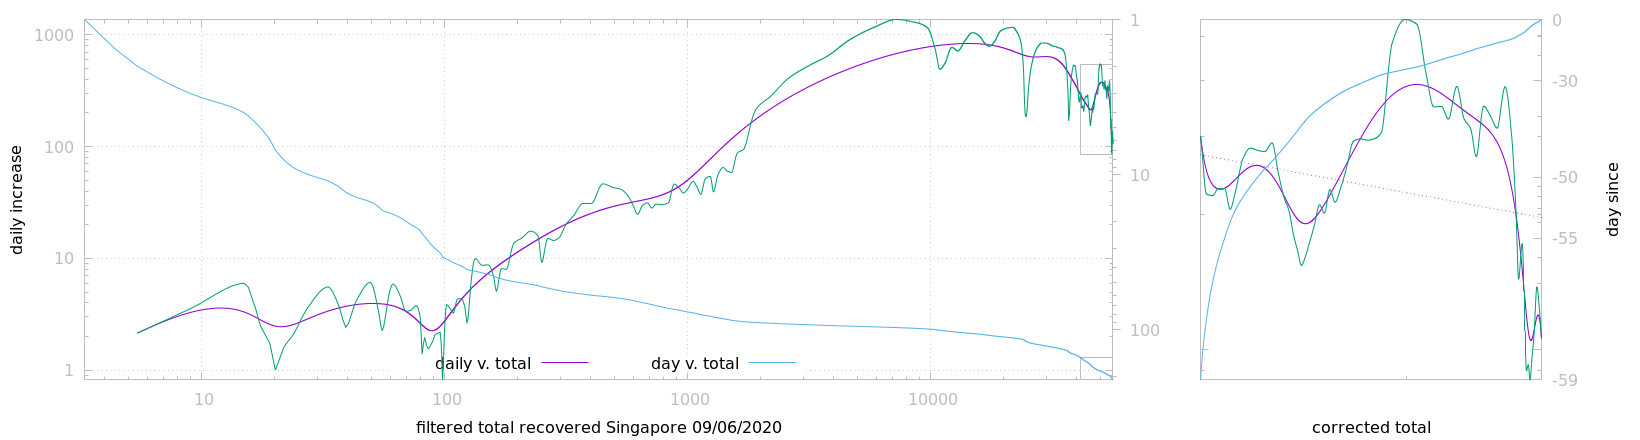 1000
100
10
1
daily increase
10
100
1000
10000
filtered total recovered Singapore 09/06/2020
daily v. total
day v. total
1
10
100
0
-30
-50
-55
-59
day since
corrected total